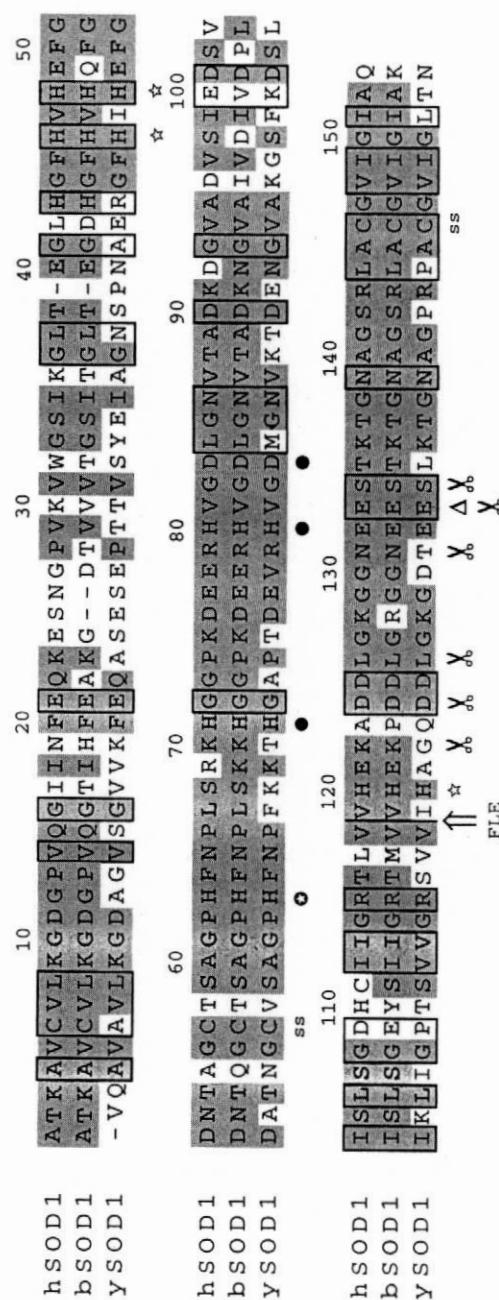 10 20 30 40 50
hSOD1 ATKAVCVLKGDGPVQGIINFEQKESNGPVKVWGSIKGLT-EGLHGFHVHEFG
bSOD1 ATKAVCVLKGDGPVQGTIHFEAKG--DTVVVTGSITGLT-EGDHGFHVHQFG
ySOD1 -VQAVAVLKGDAGVSGVVKFEQASESEPTTVSYEIAGNSPNAERGFHIHEFG
60 70 80 90 100
hSOD1 DNTAGCTSAGPHFNPLSRKHGGPKDEERHVGDLGNVTADKDGVADVSIEDSV
bSOD1 DNTQGCTSAGPHFNPLSKKHGGPKDEERHVGDLGNVTADKNGVAIVDIVDPL
ySOD1 DATNGCVSAGPHFNPFKKTHGAPTDEVRHVGDMGNVKTDENGVAKGSFKDSL
ss
110 120 130 140 150
hSOD1 ISLSGDHCIIGRTLVVHEKADDLGKGGNEESTKTGNAGSRLACGVIGIAQ
bSOD1 ISLSGEYSIIGRTMVVHEKPDDLGRGGNEESTKTGNAGSRLACGVIGIAK
ySOD1 IKLIGPTSVVGRSVVIHAGQDDLGKGDTEESLKTGNAGPRPACGVIGLTN
ss
FLE